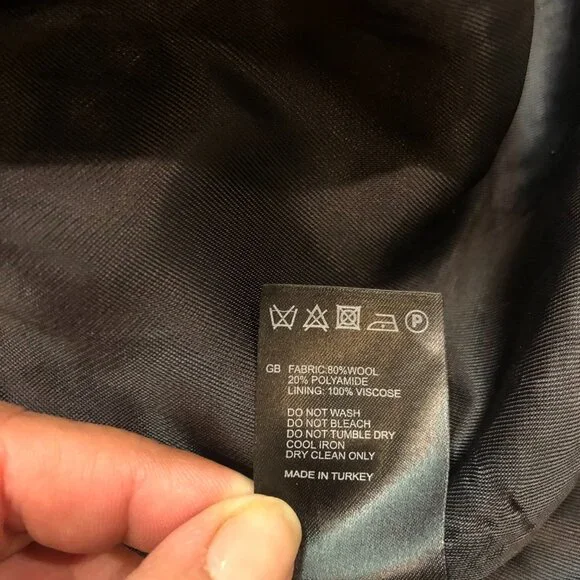 P
GB FABRIC:80%WOOL
20% POLYAMIDE
LINING: 100% VISCOSE
DO NOT WASH
DO NOT BLEACH
DO NOT TUMBLE DRY
COOL IRON
DRY CLEAN ONLY
MADE IN TURKEY